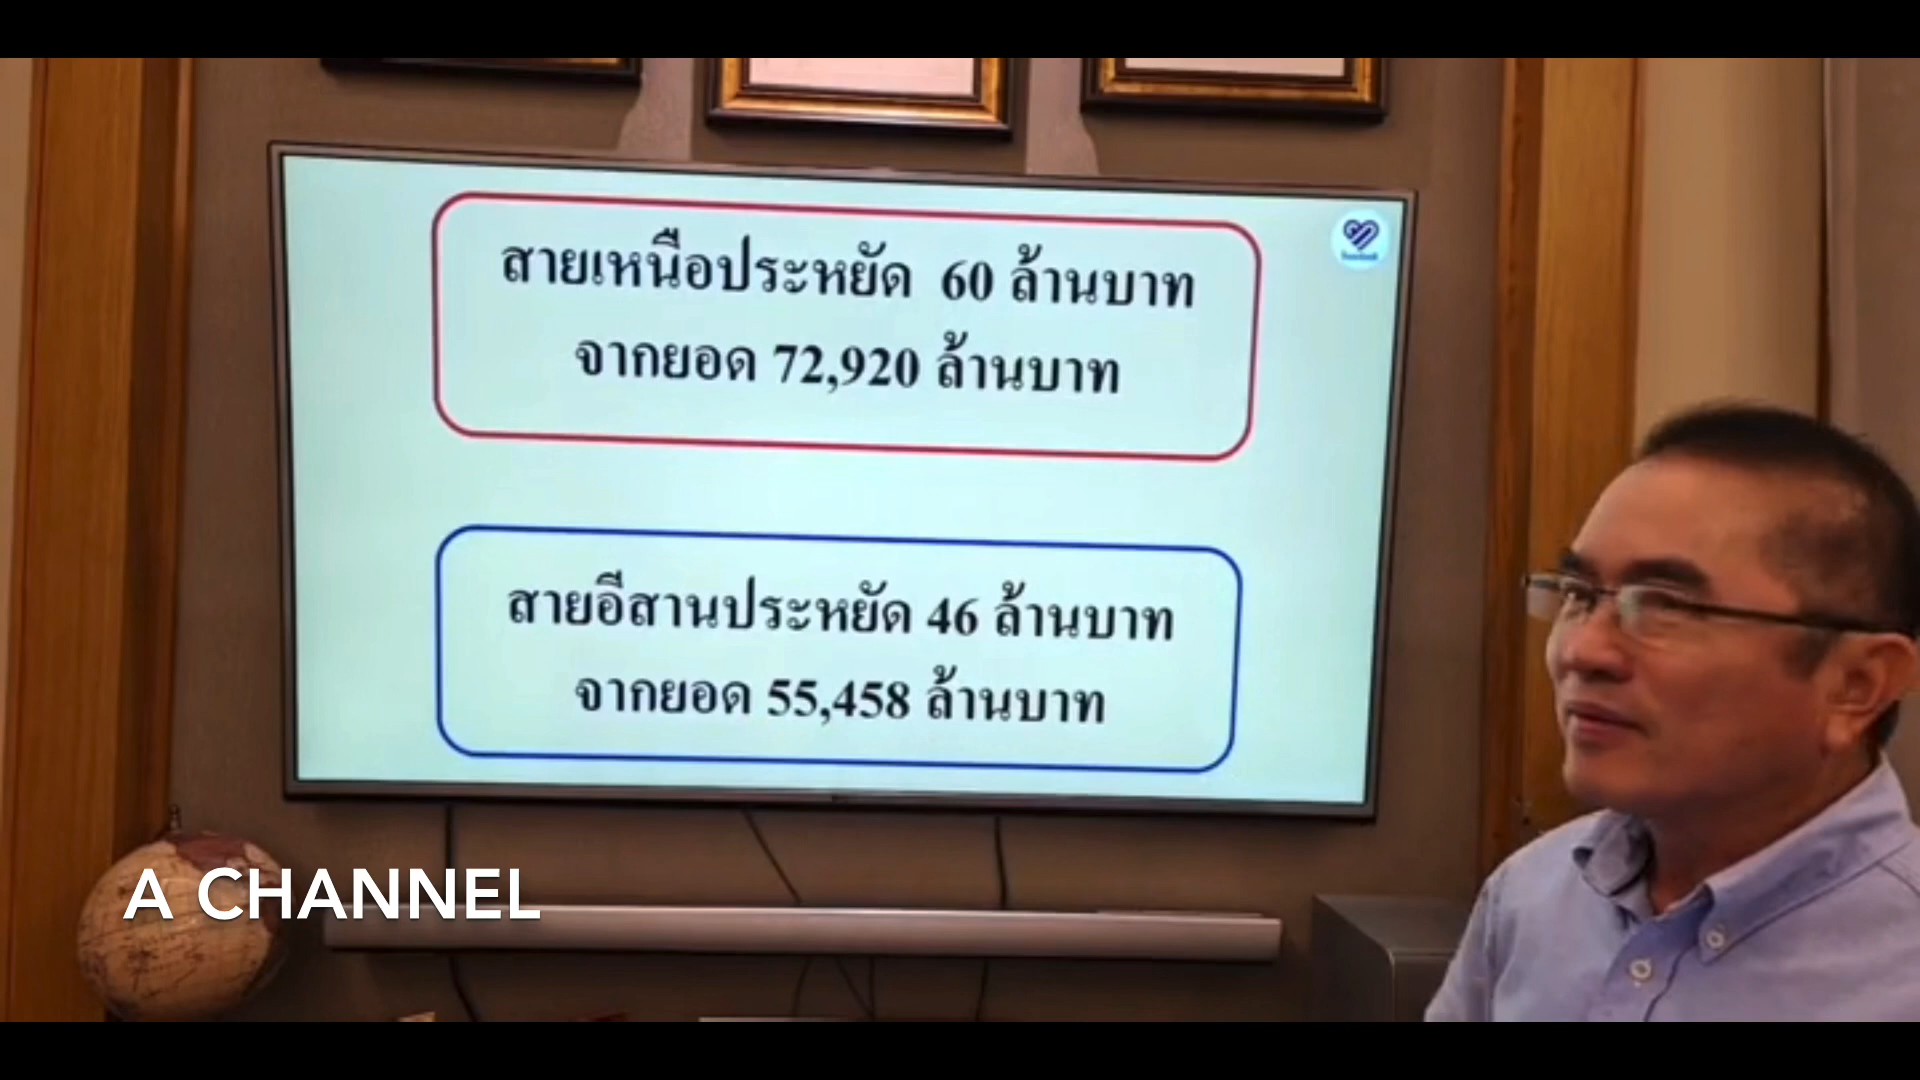 สายเหนือประหยัด 60 ล้านบาท
จากยอด 72,920 ล้านบาท
สายอีสานประหยัด 46 ล้านบาท
จากยอด 55,458 ล้านบาท
A CHANNEL